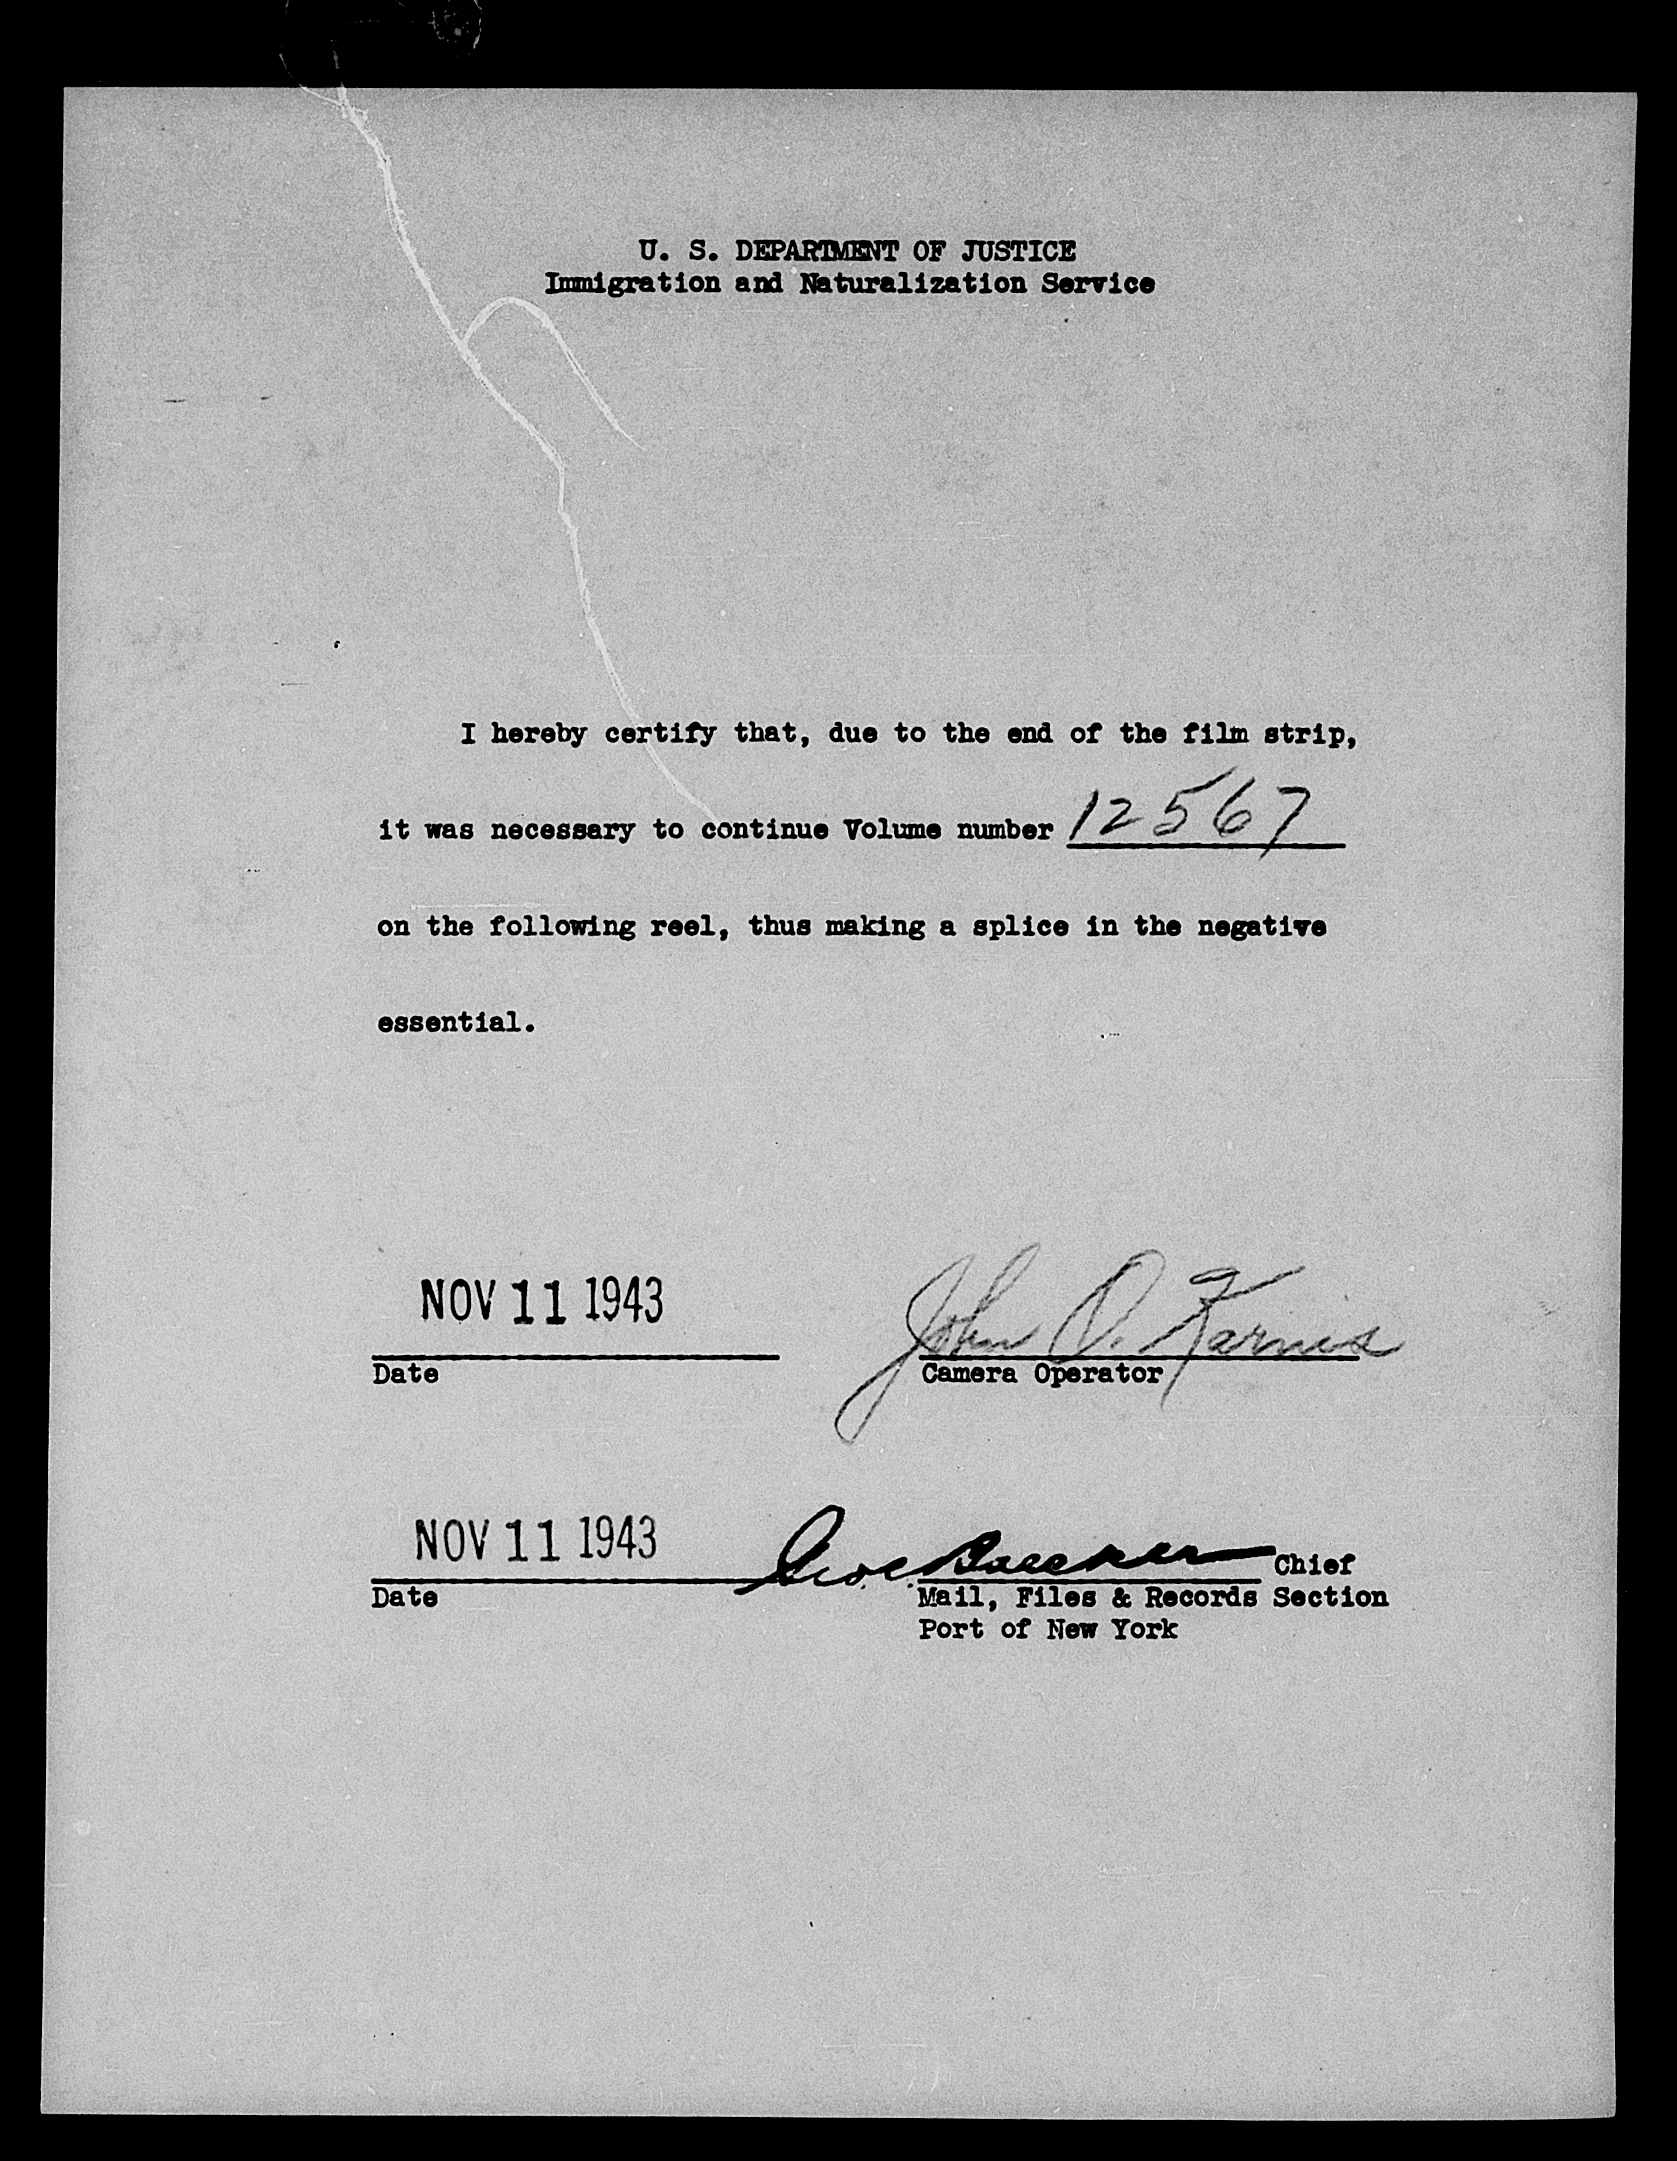 U. S. DEPARTMENT OF JUSTICE
Immigration and Naturalization Service
I hereby certify that, due to the end of the film strip,
it was necessary to continue Volume number 12567
on the following reel, thus making a splice in the negative
essential.
NOV 11 1943 John
Date Camera Operator
NOV 11 1943 Chief
Date Mail, Files & Records Section
Port of New York